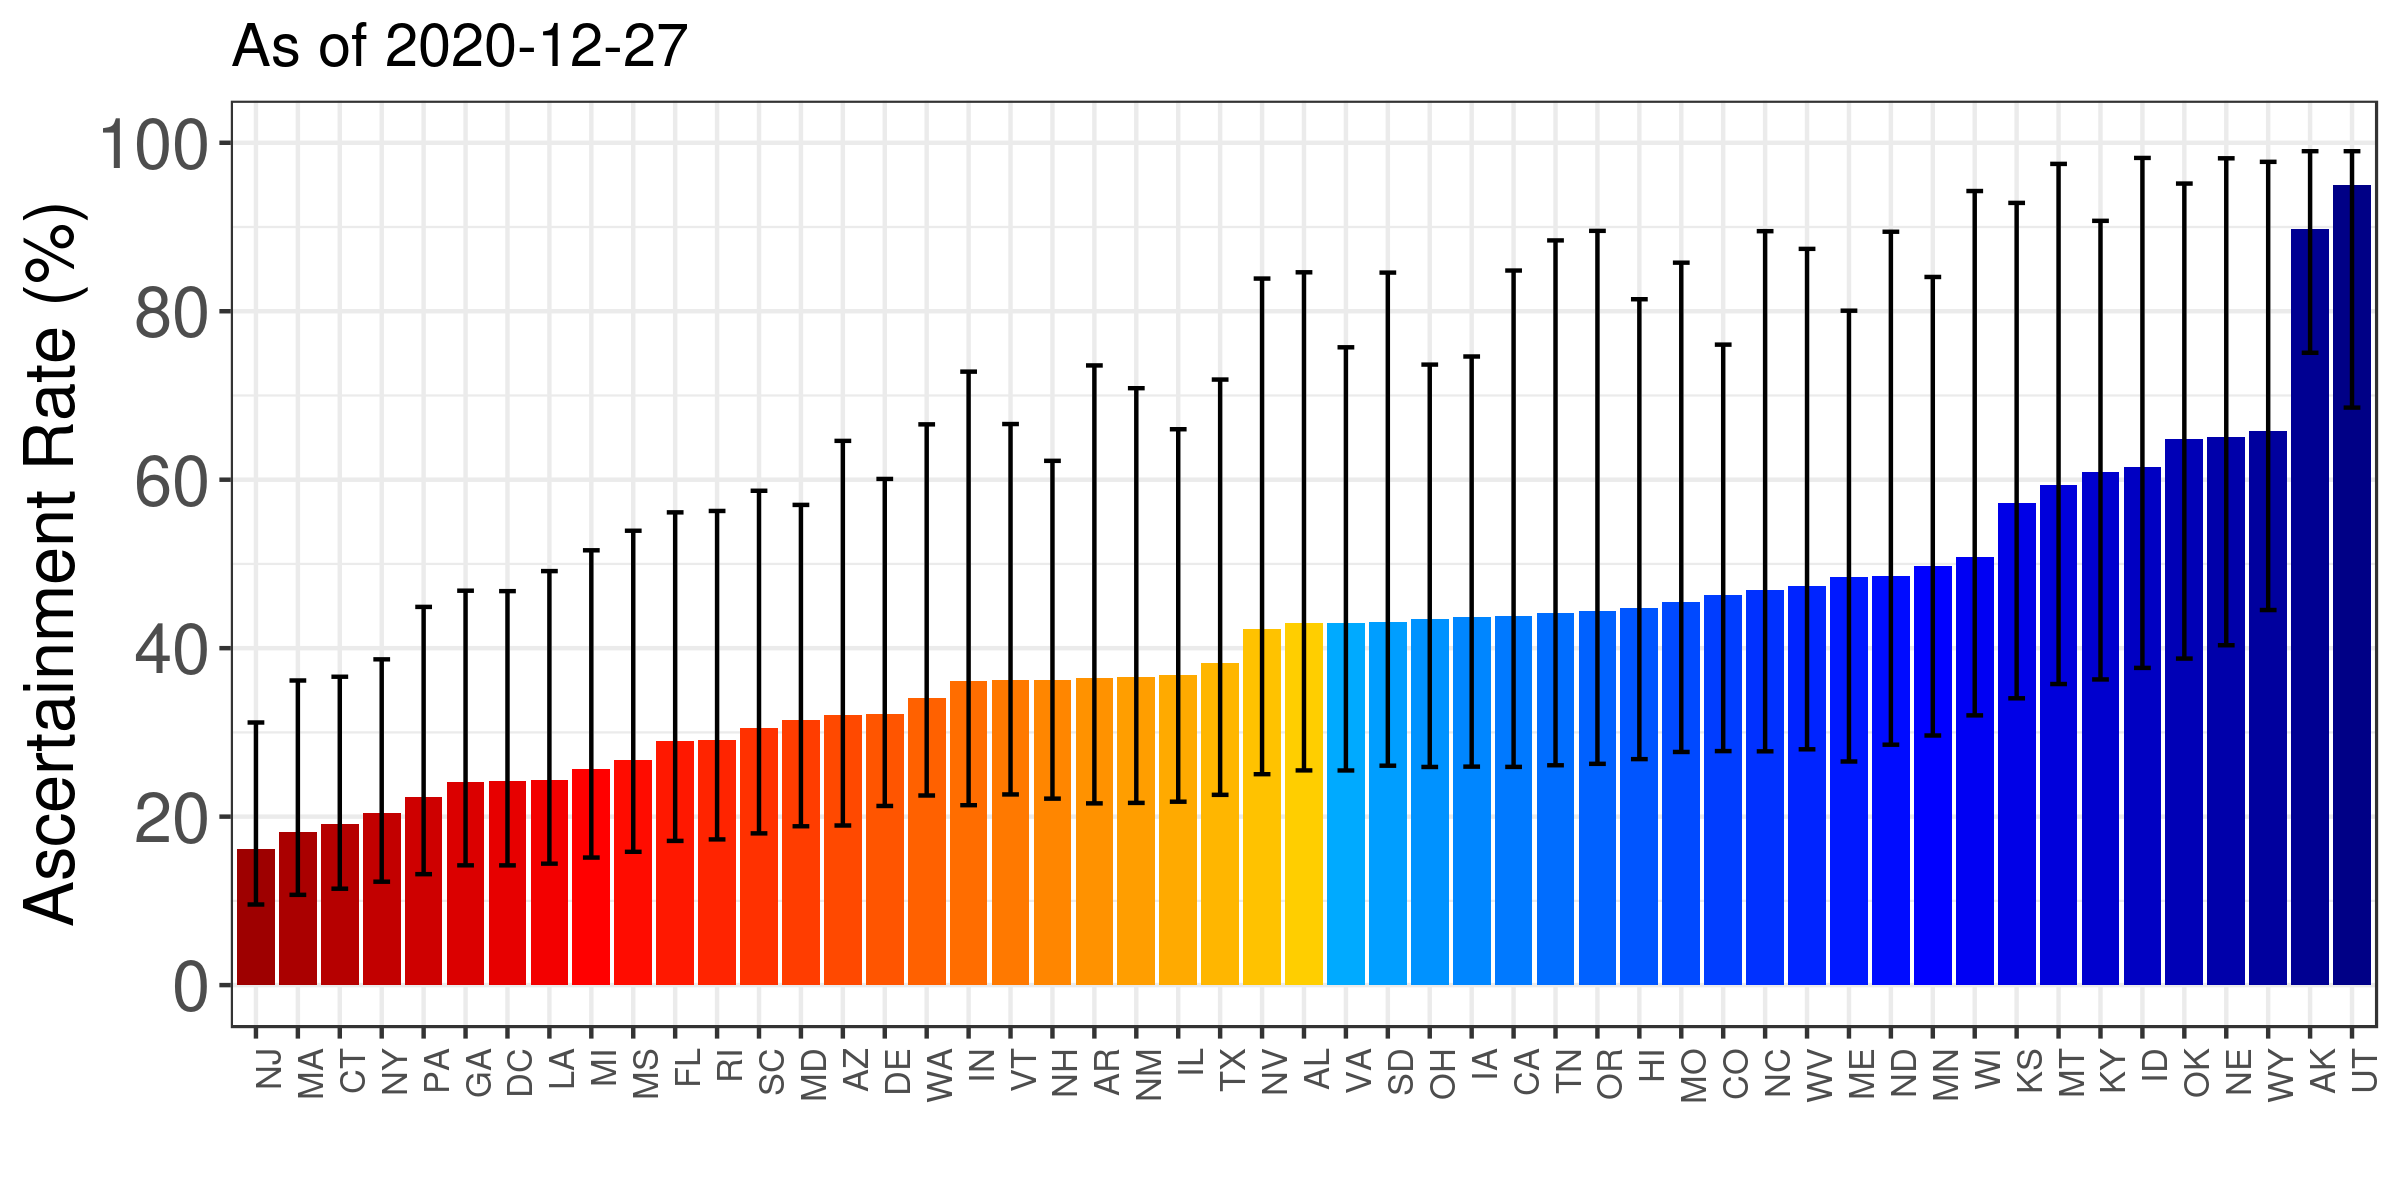 As of 2020-12-27
Ascertainment Rate (%)
100
80
60
40
20
0
NJ MA CT NY PA GA DC LA MI MS FL RI SC MD AZ DE WA IN VT NH AR NM IL TX NV AL VA SD OH IA CA TN OR HI MO CO NC WV ME ND MN WI KS MT KY ID OK NE WY AK UT